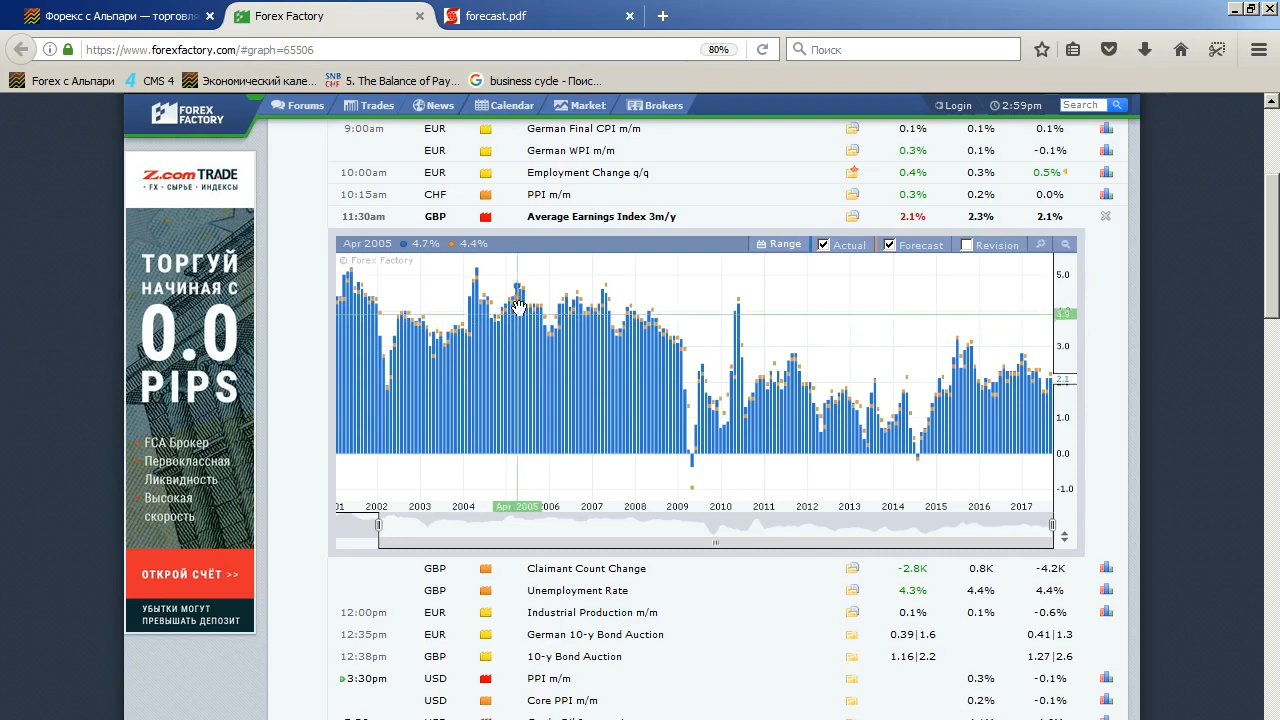 Форекс с Альпари — торговля
Forex Factory
forecast.pdf
https://www.forexfactory.com/#graph=65506
80%
Поиск
Forex с Альпари
CMS 4
Экономический кале...
SNB CHF
5. The Balance of Pay...
business cycle - Поис...
FOREX FACTORY
Forums
Trades
News
Calendar
Market
Brokers
Login
2:59pm
Search
9:00am EUR German Final CPI m/m 0.1% 0.1% 0.1%
EUR German WPI m/m 0.3% 0.1% -0.1%
10:00am EUR Employment Change q/q 0.4% 0.3% 0.5%
10:15am CHF PPI m/m 0.3% 0.2% 0.0%
11:30am GBP Average Earnings Index 3m/y 2.1% 2.3% 2.1%
Apr 2005 4.7% 4.4% Range Actual Forecast Revision
© Forex Factory
5.0
3.9
3.0
2.1
1.0
0.0
-1.0
01 2002 2003 2004 Apr 2005 006 2007 2008 2009 2010 2011 2012 2013 2014 2015 2016 2017
GBP Claimant Count Change -2.8K 0.8K -4.2K
GBP Unemployment Rate 4.3% 4.4% 4.4%
12:00pm EUR Industrial Production m/m 0.1% 0.1% -0.6%
12:35pm EUR German 10-y Bond Auction 0.39|1.6 0.41|1.3
12:38pm GBP 10-y Bond Auction 1.16|2.2 1.27|2.6
3:30pm USD PPI m/m 0.3% -0.1%
USD Core PPI m/m 0.2% -0.1%
Z.com TRADE
• FX • СЫРЬЕ • ИНДЕКСЫ
ТОРГУЙ
НАЧИНАЯ С
0.0
PIPS
FCA Брокер
Первоклассная
Ликвидность
Высокая
скорость
ОТКРОЙ СЧЁТ >>
УБЫТКИ МОГУТ
ПРЕВЫШАТЬ ДЕПОЗИТ